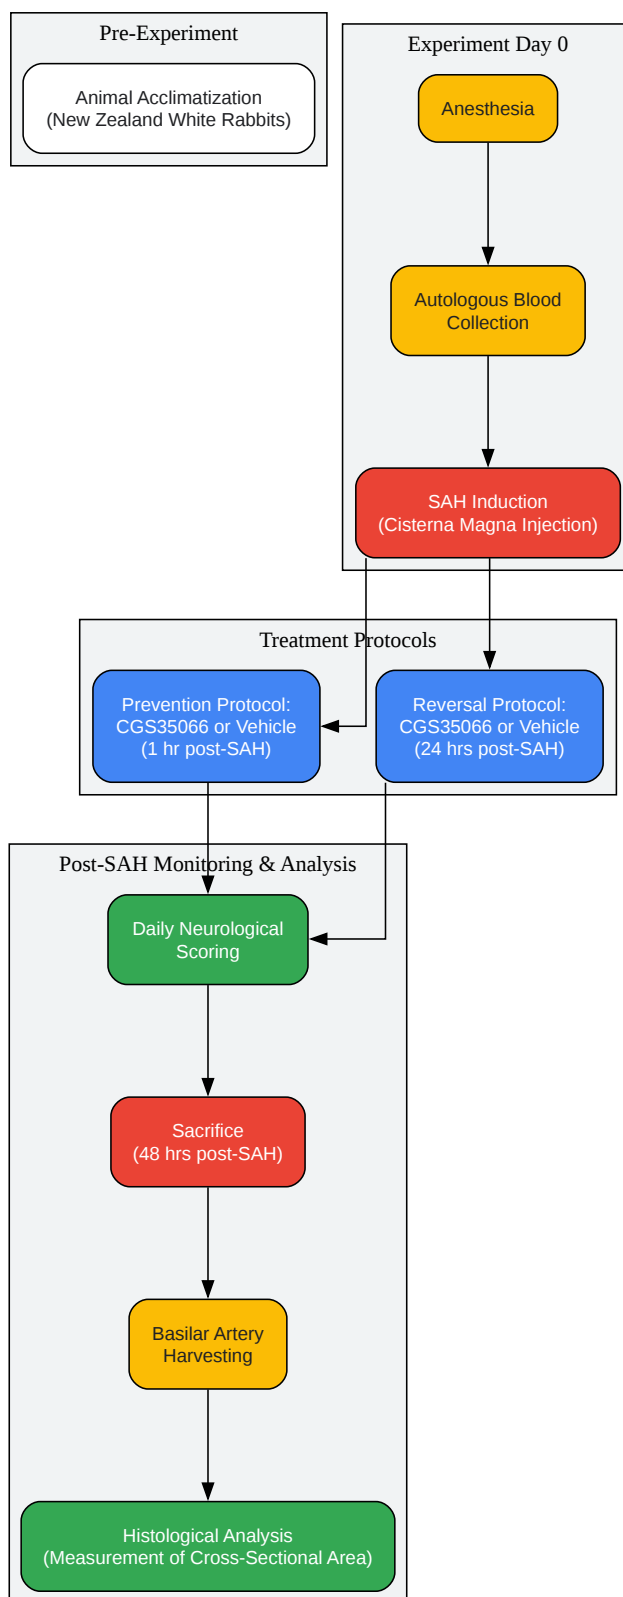 Pre-Experiment
Animal Acclimatization
(New Zealand White Rabbits)
Experiment Day 0
Anesthesia
Autologous Blood
Collection
SAH Induction
(Cisterna Magna Injection)
Treatment Protocols
Prevention Protocol:
CGS35066 or Vehicle
(1 hr post-SAH)
Reversal Protocol:
CGS35066 or Vehicle
(24 hrs post-SAH)
Post-SAH Monitoring & Analysis
Daily Neurological
Scoring
Sacrifice
(48 hrs post-SAH)
Basilar Artery
Harvesting
Histological Analysis
(Measurement of Cross-Sectional Area)